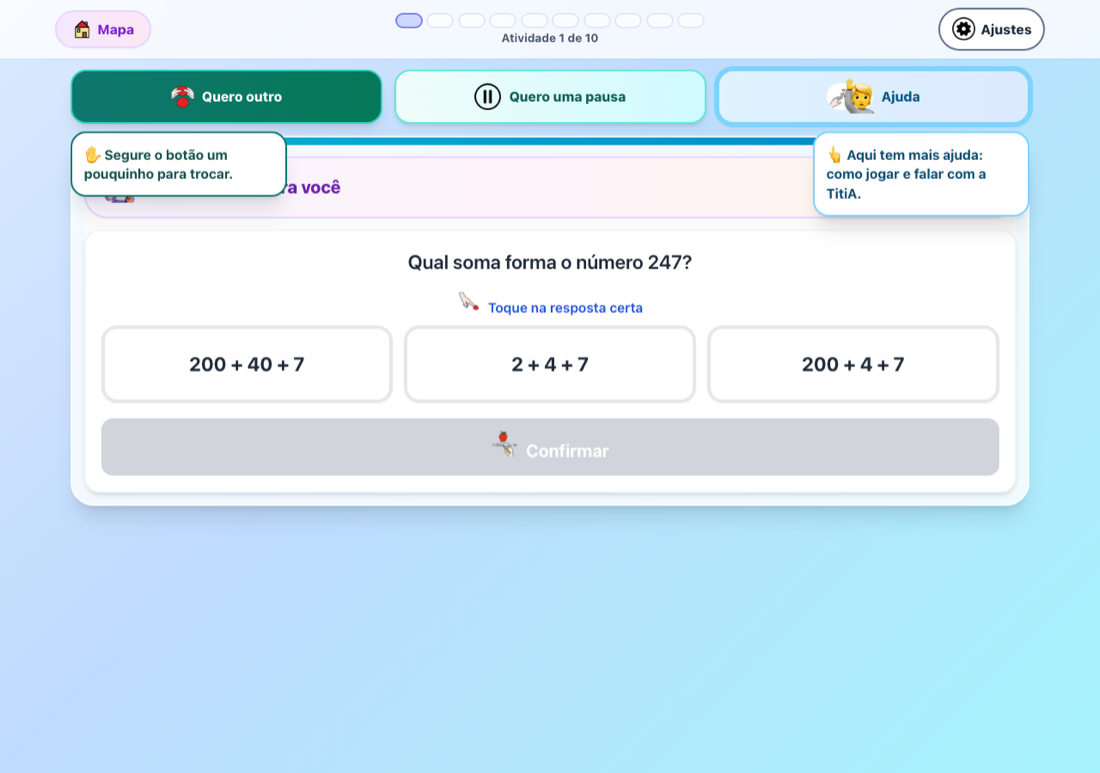 Mapa
Atividade 1 de 10
Ajustes
Quero outro
Quero uma pausa
Ajuda
Segure o botão um
pouquinho para trocar.
Aqui tem mais ajuda:
como jogar e falar com a
TitiA.
você
Qual soma forma o número 247?
Toque na resposta certa
200 + 40 + 7
2 + 4 + 7
200 + 4 + 7
Confirmar